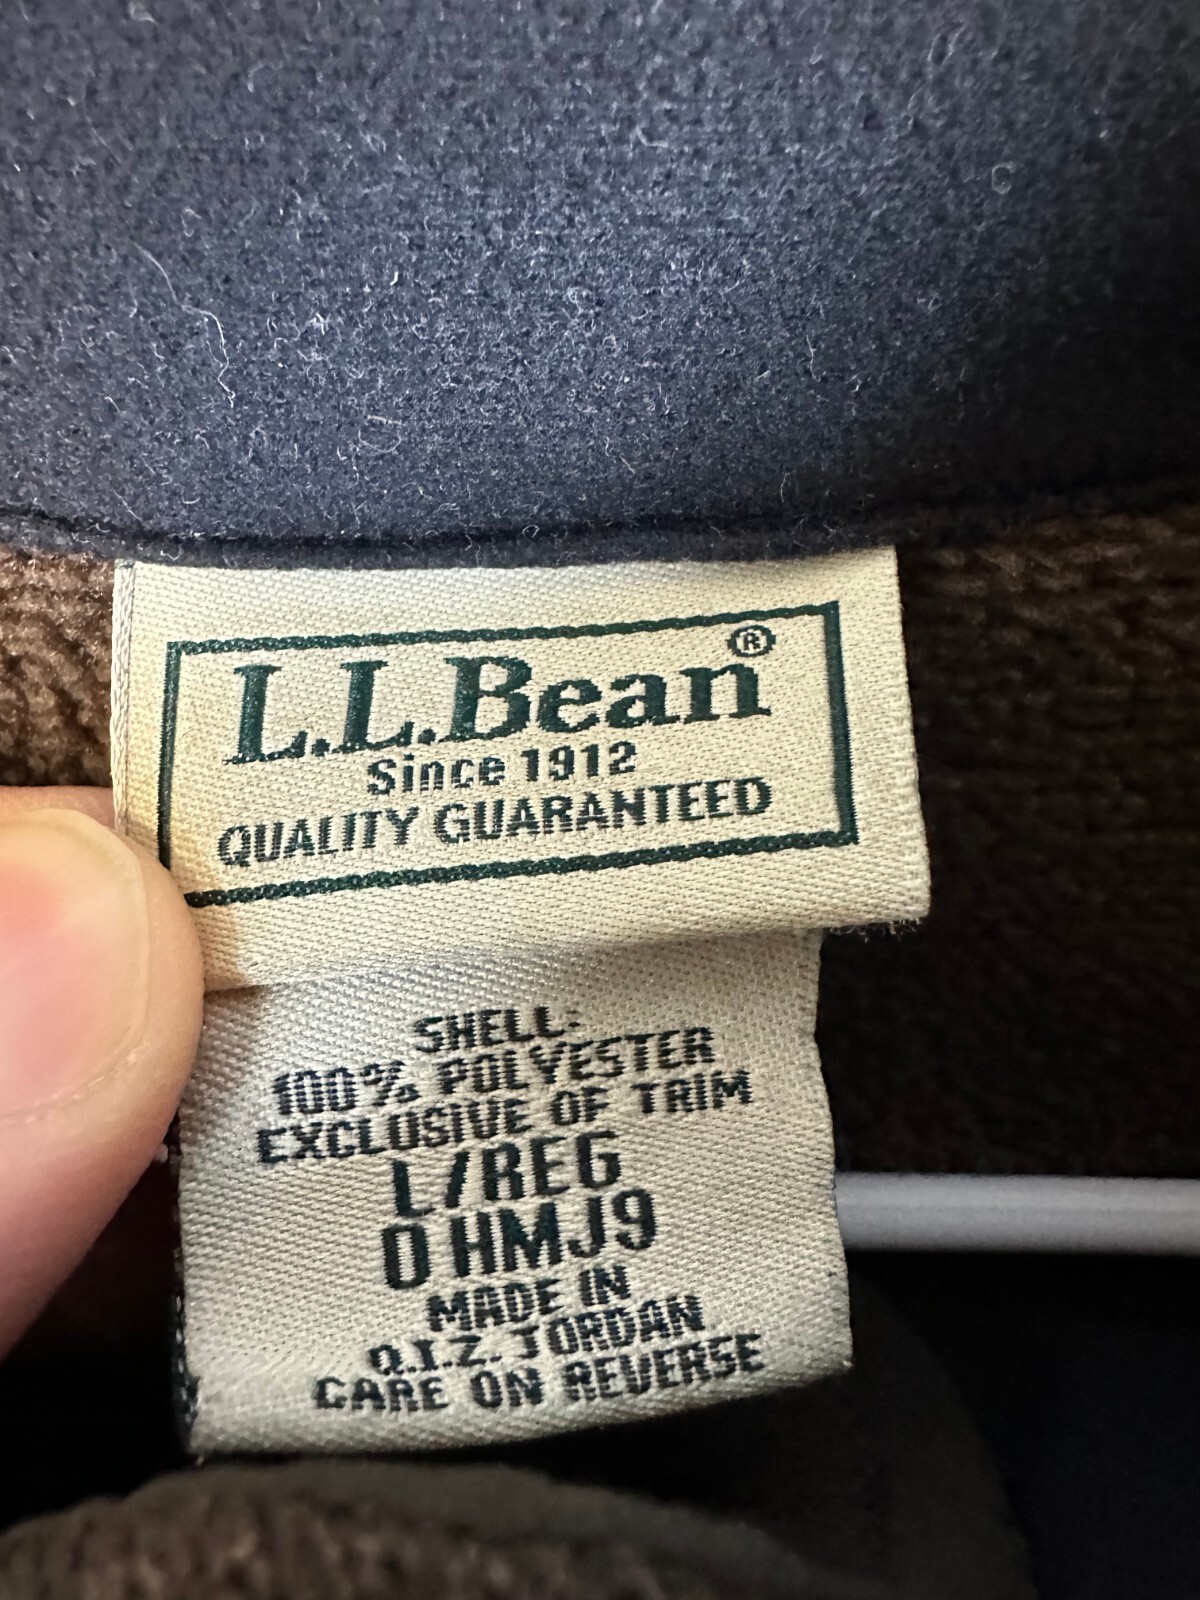 L.L.Bean®
Since 1912
QUALITY GUARANTEED
SHELL:
100% POLYESTER
EXCLUSIVE OF TRIM
L/REG
0 HMJ9
MADE IN
Q.I.Z. JORDAN
CARE ON REVERSE